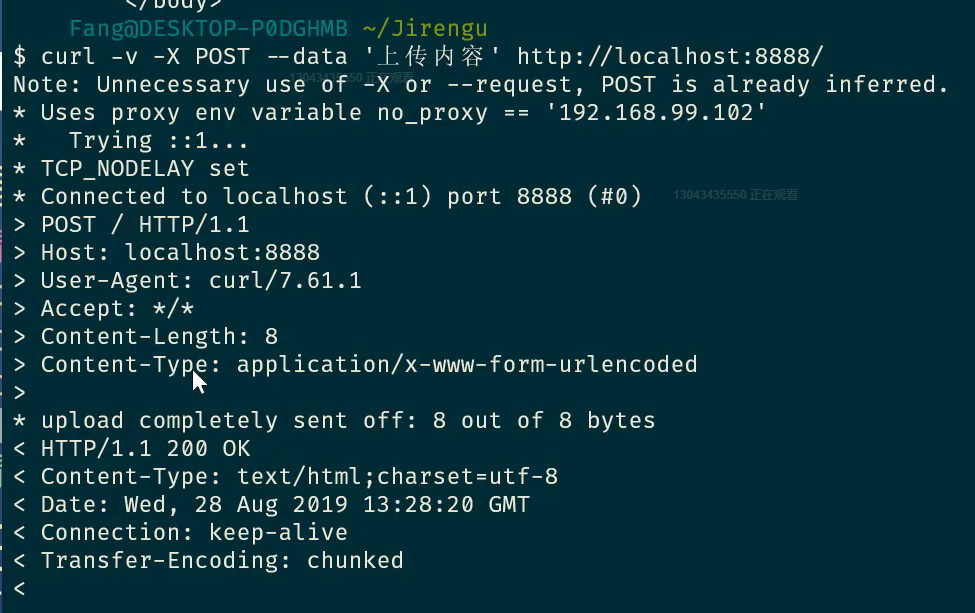 </body>
Fang@DESKTOP-P0DGHMB ~/Jirengu
$ curl -v -X POST --data '上传内容' http://localhost:8888/
13043435550 正在观看
Note: Unnecessary use of -X or --request, POST is already inferred.
* Uses proxy env variable no_proxy == '192.168.99.102'
*   Trying ::1...
* TCP_NODELAY set
* Connected to localhost (::1) port 8888 (#0)
13043435550 正在观看
> POST / HTTP/1.1
> Host: localhost:8888
> User-Agent: curl/7.61.1
> Accept: */*
> Content-Length: 8
> Content-Type: application/x-www-form-urlencoded
>
* upload completely sent off: 8 out of 8 bytes
< HTTP/1.1 200 OK
< Content-Type: text/html;charset=utf-8
< Date: Wed, 28 Aug 2019 13:28:20 GMT
< Connection: keep-alive
< Transfer-Encoding: chunked
<